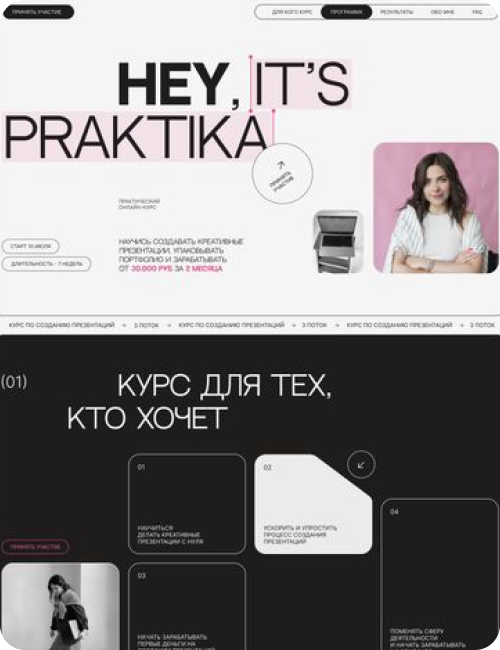 ПРИНЯТЬ УЧАСТИЕ
ДЛЯ КОГО КУРС
ПРОГРАММА
РЕЗУЛЬТАТЫ
ОБО МНЕ
FAQ
HEY, IT'S
PRAKTIKA
ПРИНЯТЬ
УЧАСТИЕ
ПРАКТИЧЕСКИЙ
ОНЛАЙН-КУРС
СТАРТ 10 ИЮЛЯ
ДЛИТЕЛЬНОСТЬ - 7 НЕДЕЛЬ
НАУЧИСЬ СОЗДАВАТЬ КРЕАТИВНЫЕ
ПРЕЗЕНТАЦИИ, УПАКОВЫВАТЬ
ПОРТФОЛИО И ЗАРАБАТЫВАТЬ
ОТ 30.000 РУБ ЗА 2 МЕСЯЦА
КУРС ПО СОЗДАНИЮ ПРЕЗЕНТАЦИЙ → 3 ПОТОК → КУРС ПО СОЗДАНИЮ ПРЕЗЕНТАЦИЙ → 3 ПОТОК → КУРС ПО СОЗДАНИЮ ПРЕЗЕНТАЦИЙ → 3 ПОТОК
(01)
КУРС ДЛЯ ТЕХ,
КТО ХОЧЕТ
01
НАУЧИТЬСЯ
ДЕЛАТЬ КРЕАТИВНЫЕ
ПРЕЗЕНТАЦИИ С НУЛЯ
02
УСКОРИТЬ И УПРОСТИТЬ
ПРОЦЕСС СОЗДАНИЯ
ПРЕЗЕНТАЦИЙ
04
ПОМЕНЯТЬ СФЕРУ
ДЕЯТЕЛЬНОСТИ
И НАЧАТЬ ЗАРАБАТЫВАТЬ
ПРИНЯТЬ УЧАСТИЕ
03
НАЧАТЬ ЗАРАБАТЫВАТЬ
ПЕРВЫЕ ДЕНЬГИ НА